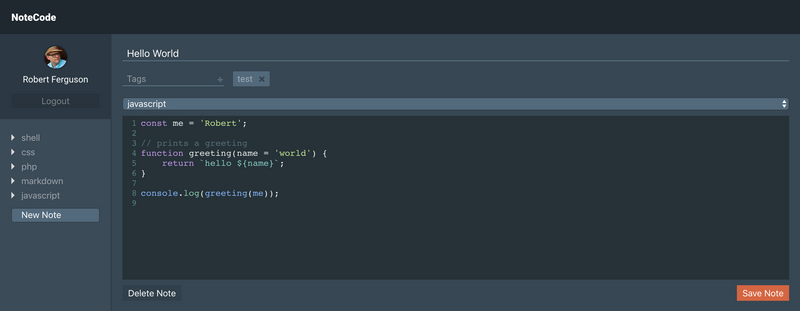 NoteCode
Robert Ferguson
Logout
shell
css
php
markdown
javascript
New Note
Hello World
Tags +
test ×
javascript
1 const me = 'Robert';
2
3 // prints a greeting
4 function greeting(name = 'world') {
5     return `hello ${name}`;
6 }
7
8 console.log(greeting(me));
9
Delete Note
Save Note